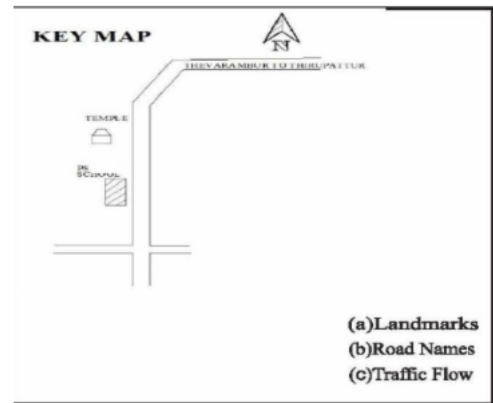 KEY MAP
N
THEVARAMBUR TO THIRUPATTUR
TEMPLE
SCHOOL
(a)Landmarks
(b)Road Names
(c)Traffic Flow